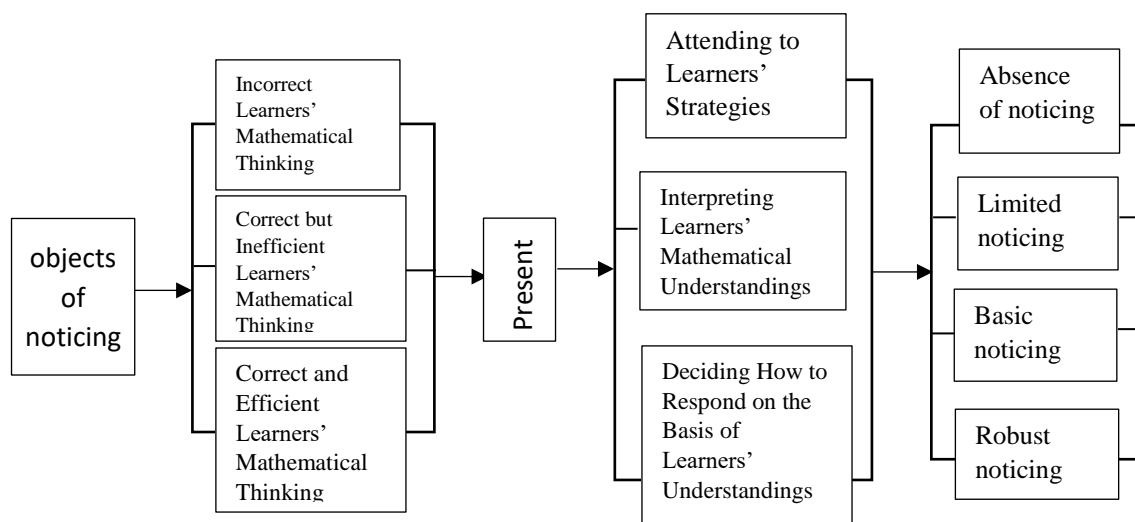 objects
of
noticing
Incorrect
Learners’
Mathematical
Thinking
Correct but
Inefficient
Learners’
Mathematical
Thinking
Correct and
Efficient
Learners’
Mathematical
Thinking
Present
Attending to
Learners’
Strategies
Interpreting
Learners’
Mathematical
Understandings
Deciding How to
Respond on the
Basis of
Learners’
Understandings
Absence
of noticing
Limited
noticing
Basic
noticing
Robust
noticing